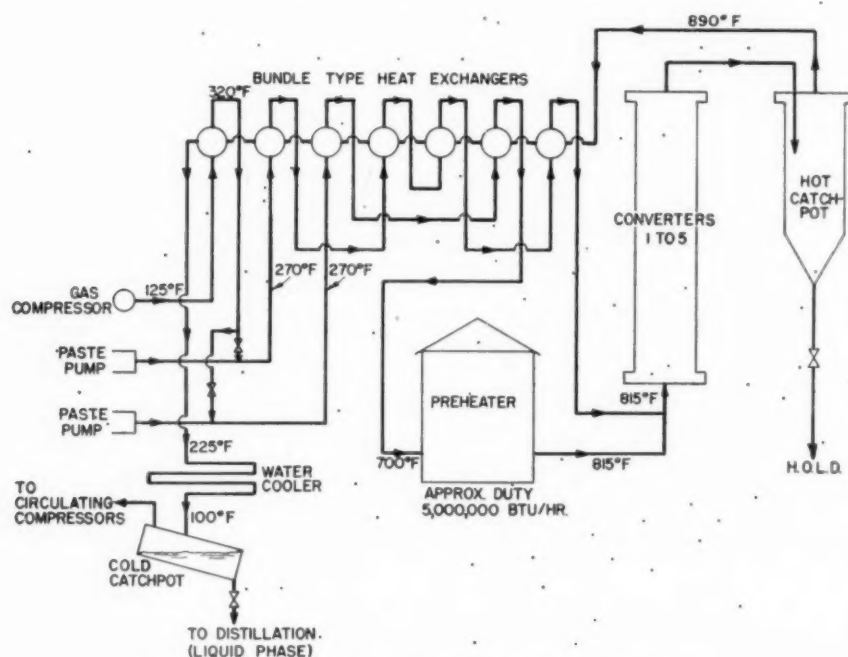 890°F
BUNDLE TYPE HEAT EXCHANGERS
320°F
HOT
CATCH-
POT
CONVERTERS
1 TO 5
270°F
270°F
GAS
COMPRESSOR
125°F
PASTE
PUMP
PREHEATER
815°F
PASTE
PUMP
225°F
WATER
COOLER
700°F
815°F
H.O.L.D.
TO
CIRCULATING
COMPRESSORS
100°F
APPROX. DUTY
5,000,000 BTU/HR.
COLD
CATCHPOT
TO DISTILLATION.
(LIQUID PHASE)